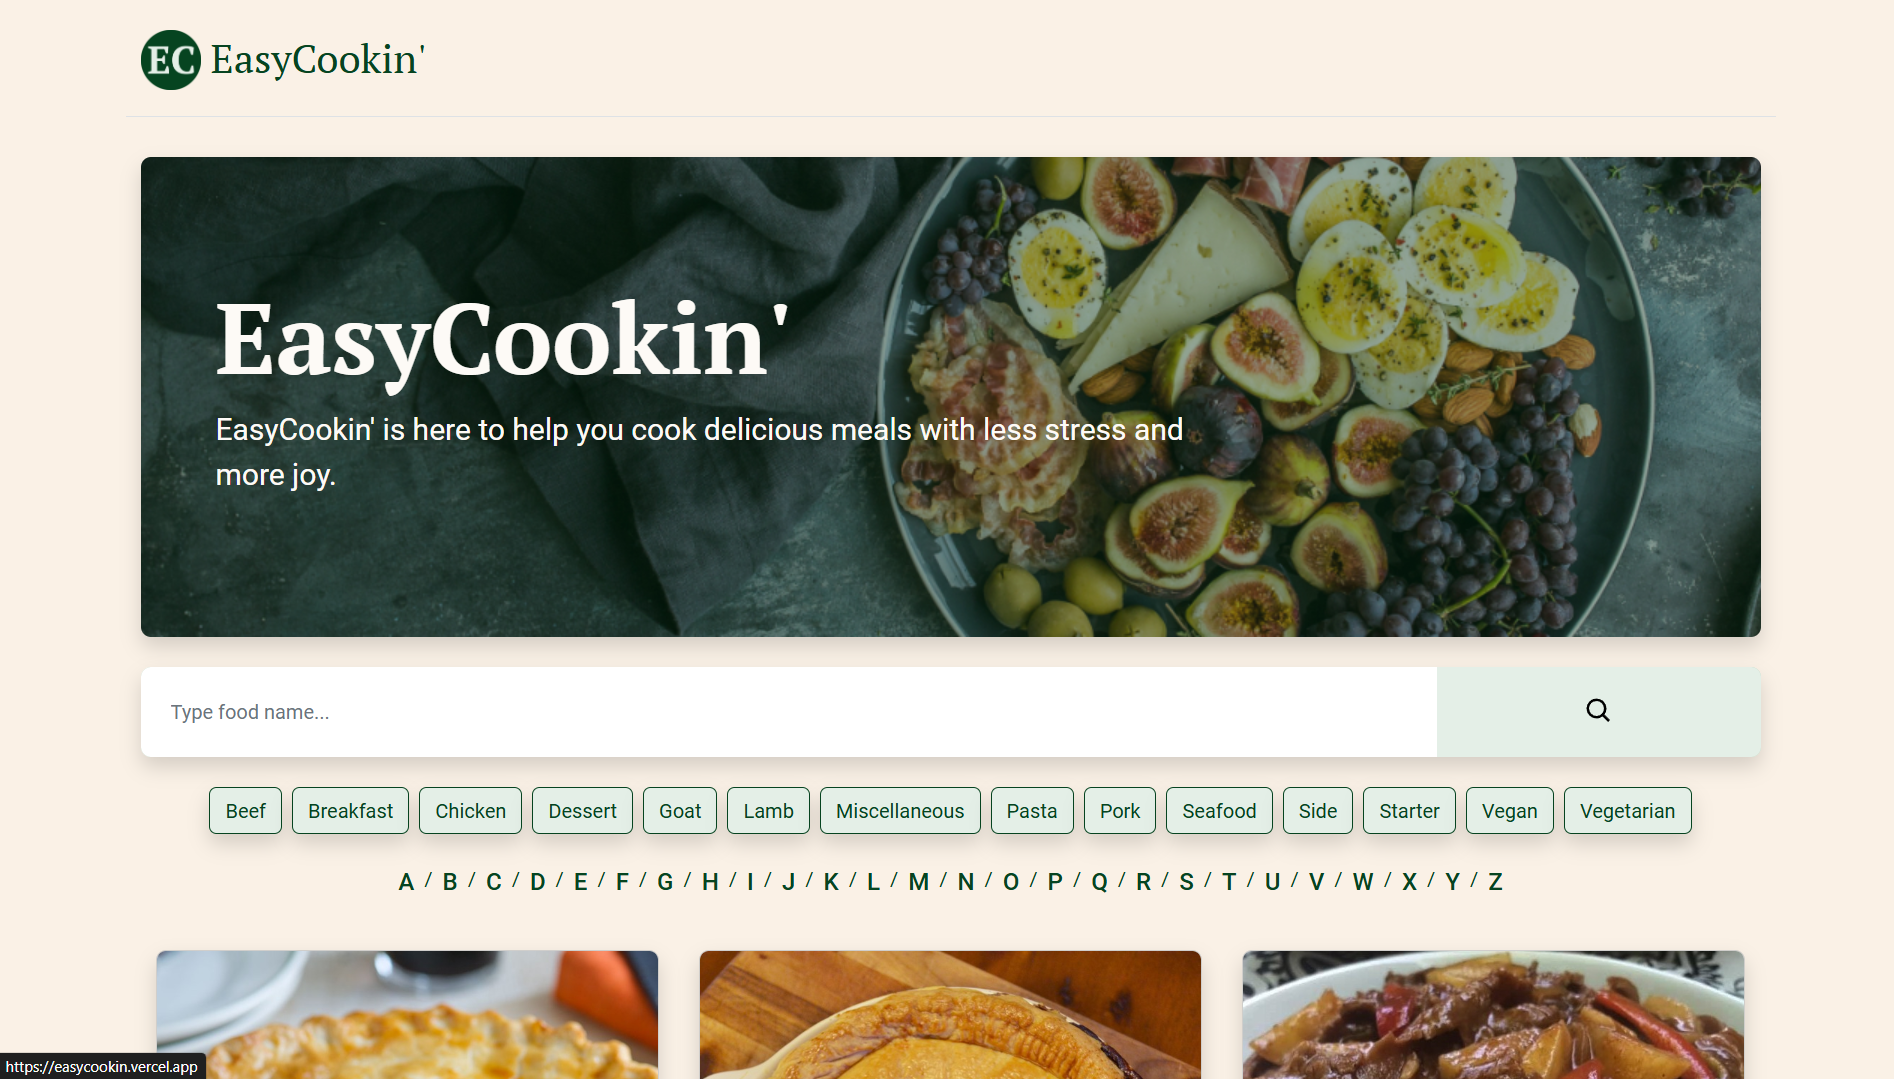 EC EasyCookin'
EasyCookin'
EasyCookin' is here to help you cook delicious meals with less stress and
more joy.
Type food name...
Beef Breakfast Chicken Dessert Goat Lamb Miscellaneous Pasta Pork Seafood Side Starter Vegan Vegetarian
A / B / C / D / E / F / G / H / I / J / K / L / M / N / O / P / Q / R / S / T / U / V / W / X / Y / Z
https://easycookin.vercel.app